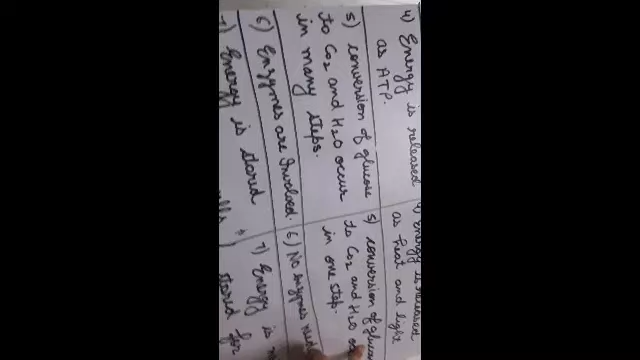 4) Energy is released
as ATP.
5) conversion of glucose
to Co2 and H2O occur
in many steps.
6) Enzymes are Involved.
7) Energy is stored
4) Energy is released
as heat and light
5) conversion of
to Co2 and H2O
in one step.
6) No enzymes
7) Energy is
stored for